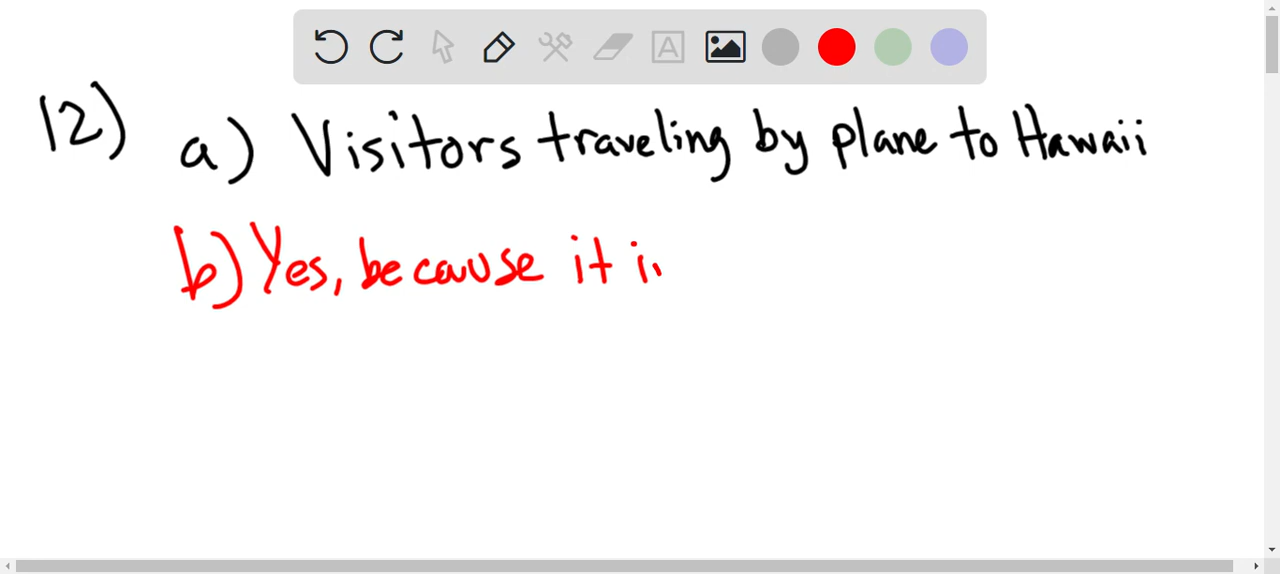 12) a) Visitors traveling by plane to Hawaii
b) Yes, because it